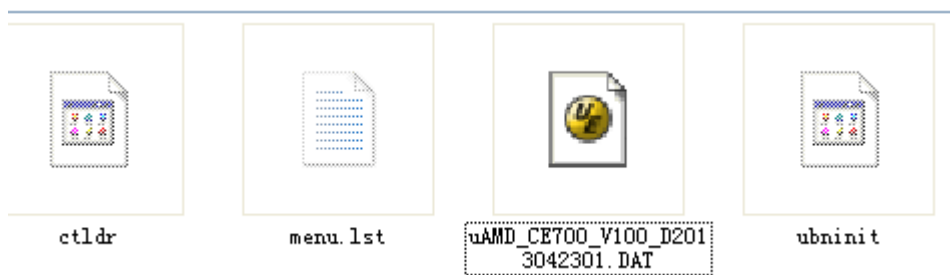 ctldr
menu.lst
uAMD_CE700_V100_D201
3042301.DAT
ubninit